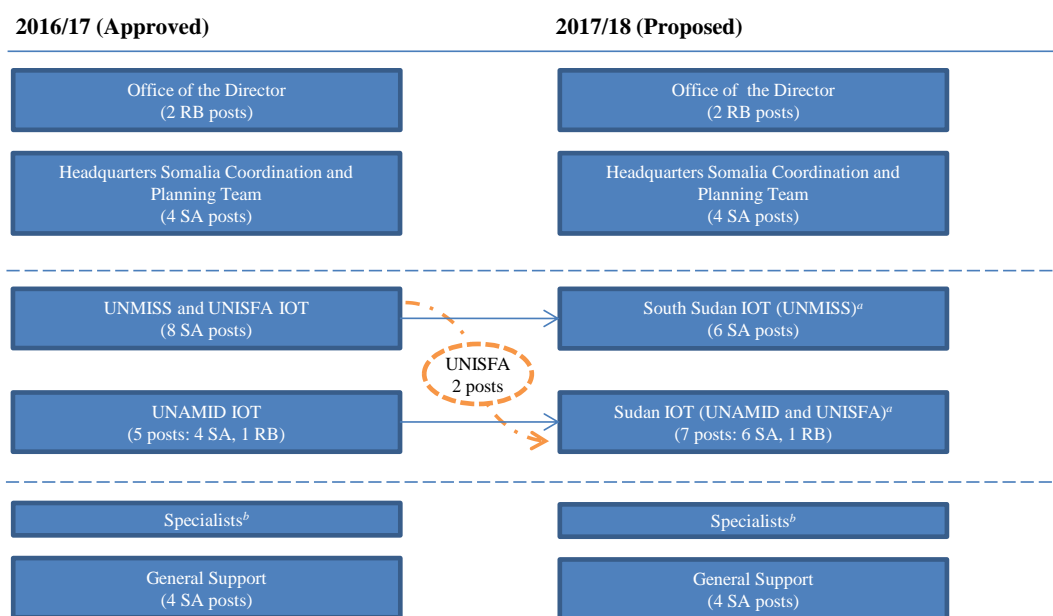 2016/17 (Approved)
2017/18 (Proposed)
Office of the Director
(2 RB posts)
Office of the Director
(2 RB posts)
Headquarters Somalia Coordination and
Planning Team
(4 SA posts)
Headquarters Somalia Coordination and
Planning Team
(4 SA posts)
UNMISS and UNISFA IOT
(8 SA posts)
South Sudan IOT (UNMISS)a
(6 SA posts)
UNISFA
2 posts
UNAMID IOT
(5 posts: 4 SA, 1 RB)
Sudan IOT (UNAMID and UNISFA)a
(7 posts: 6 SA, 1 RB)
Specialistsb
Specialistsb
General Support
(4 SA posts)
General Support
(4 SA posts)